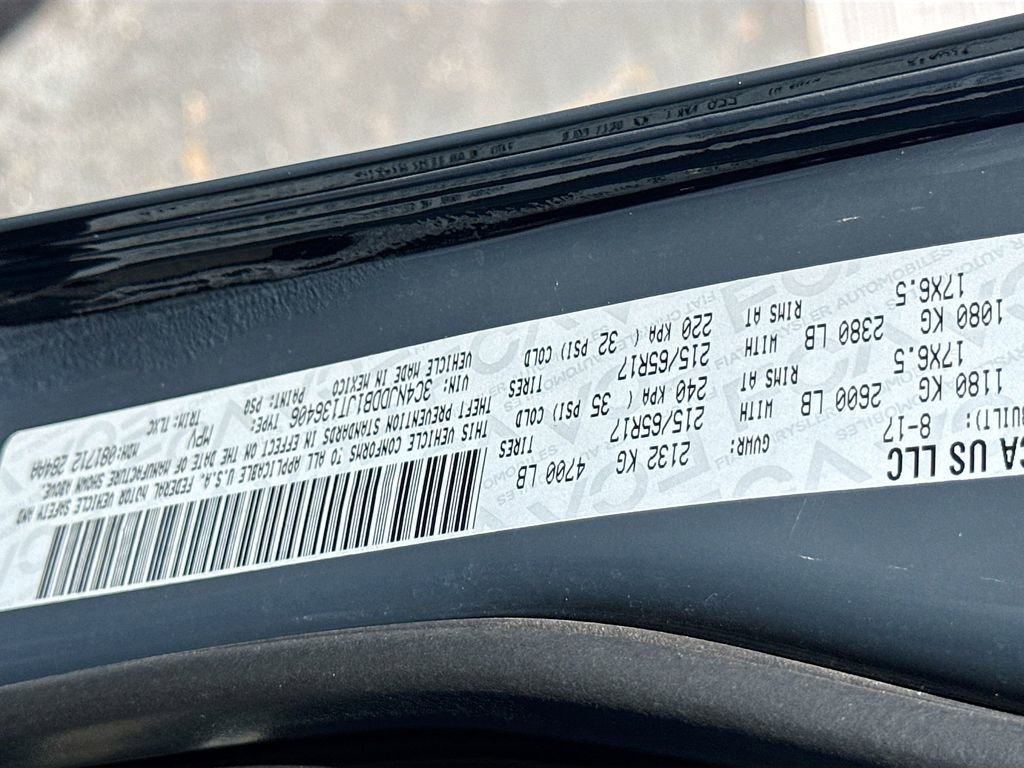 CA US LLC
UILT): 8-17 GVWR: 2132 KG 4700 LB
1180 KG 2600 LB WITH 215/65R17 TIRES
17X6.5 RIMS AT 240 KPA ( 35 PSI) COLD
1080 KG 2380 LB WITH 215/65R17 TIRES
17X6.5 RIMS AT 220 KPA ( 32 PSI) COLD
THIS VEHICLE CONFORMS TO ALL APPLICABLE U.S.A. FEDERAL MOTOR VEHICLE SAFETY AND
THEFT PREVENTION STANDARDS IN EFFECT ON THE DATE OF MANUFACTURE SHOWN ABOVE.
VIN: 3C4NJDDB1JT136406 TYPE: MPV MDH: 081712
VEHICLE MADE IN MEXICO PAINT: TRIM: